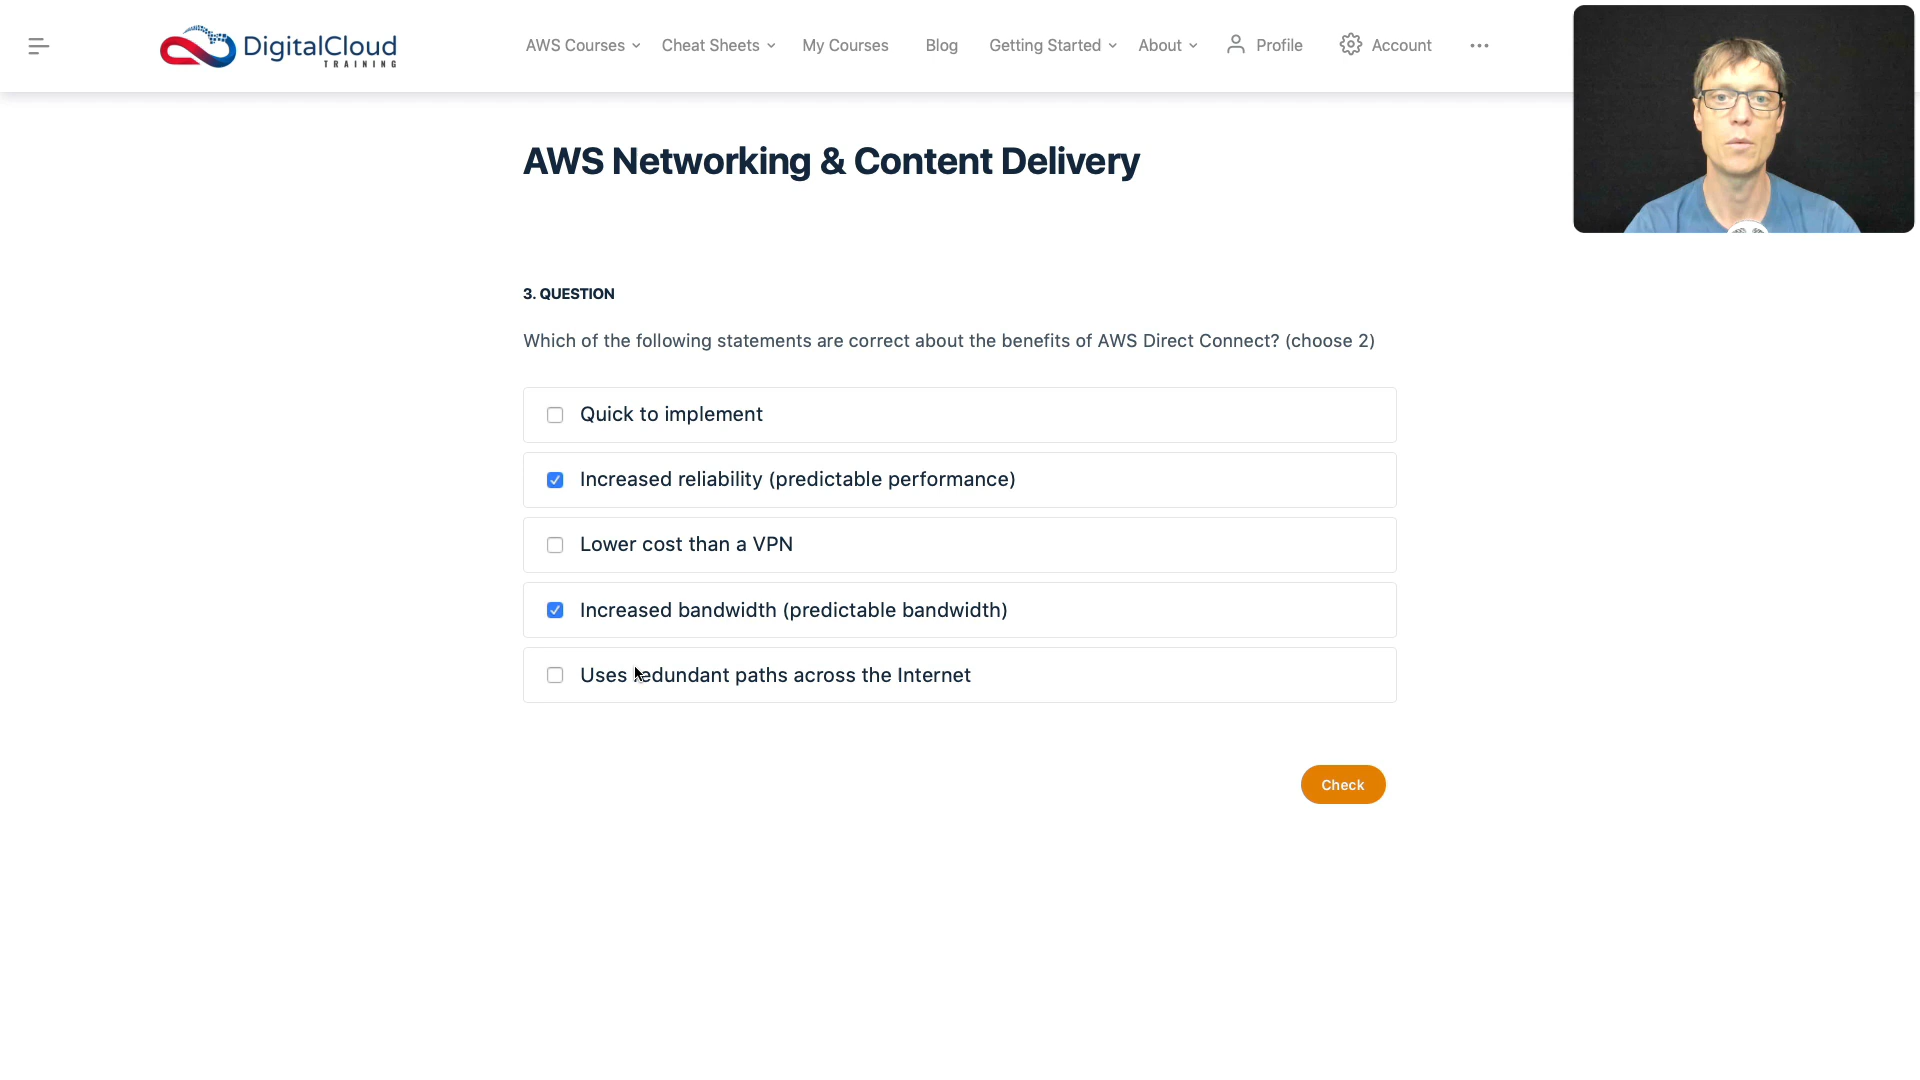 DigitalCloud
TRAINING
AWS Courses
Cheat Sheets
My Courses
Blog
Getting Started
About
Profile
Account
AWS Networking & Content Delivery
3. QUESTION
Which of the following statements are correct about the benefits of AWS Direct Connect? (choose 2)
Quick to implement
Increased reliability (predictable performance)
Lower cost than a VPN
Increased bandwidth (predictable bandwidth)
Uses redundant paths across the Internet
Check